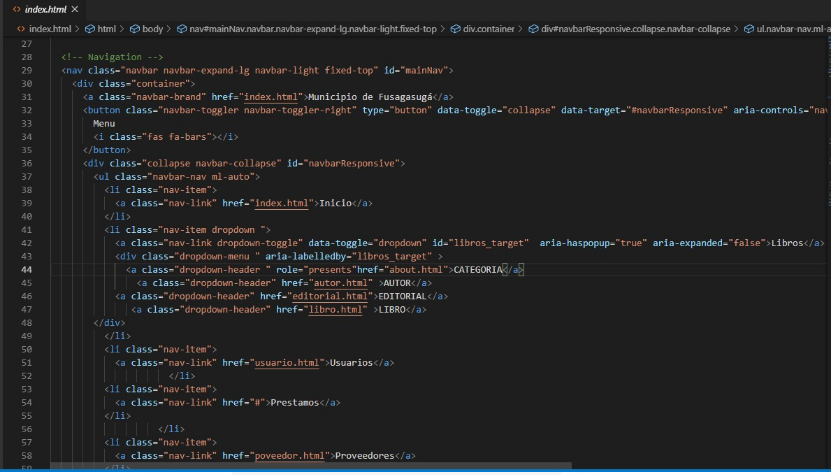 index.html
index.html > html > body > nav#mainNav.navbar.navbar-expand-lg.navbar-light.fixed-top > div.container > div#navbarResponsive.collapse.navbar-collapse > ul.navbar-nav.ml-a
27
28 <!-- Navigation -->
29 <nav class="navbar navbar-expand-lg navbar-light fixed-top" id="mainNav">
30 <div class="container">
31 <a class="navbar-brand" href="index.html">Municipio de Fusagasugá</a>
32 <button class="navbar-toggler navbar-toggler-right" type="button" data-toggle="collapse" data-target="#navbarResponsive" aria-controls="nav
33 Menu
34 <i class="fas fa-bars"></i>
35 </button>
36 <div class="collapse navbar-collapse" id="navbarResponsive">
37 <ul class="navbar-nav ml-auto">
38 <li class="nav-item">
39 <a class="nav-link" href="index.html">Inicio</a>
40 </li>
41 <li class="nav-item dropdown ">
42 <a class="nav-link dropdown-toggle" data-toggle="dropdown" id="libros_target"  aria-haspopup="true" aria-expanded="false">Libros</a>
43 <div class="dropdown-menu " aria-labelledby="libros_target" >
44 <a class="dropdown-header " role="presents"href="about.html">CATEGORIA</a>
45 <a class="dropdown-header" href="autor.html" >AUTOR</a>
46 <a class="dropdown-header" href="editorial.html">EDITORIAL</a>
47 <a class="dropdown-header" href="libro.html" >LIBRO</a>
48 </div>
49 </li>
50 <li class="nav-item">
51 <a class="nav-link" href="usuario.html">Usuarios</a>
52 </li>
53 <li class="nav-item">
54 <a class="nav-link" href="#">Prestamos</a>
55 </li>
56 </li>
57 <li class="nav-item">
58 <a class="nav-link" href="poveedor.html">Proveedores</a>
59 </li>